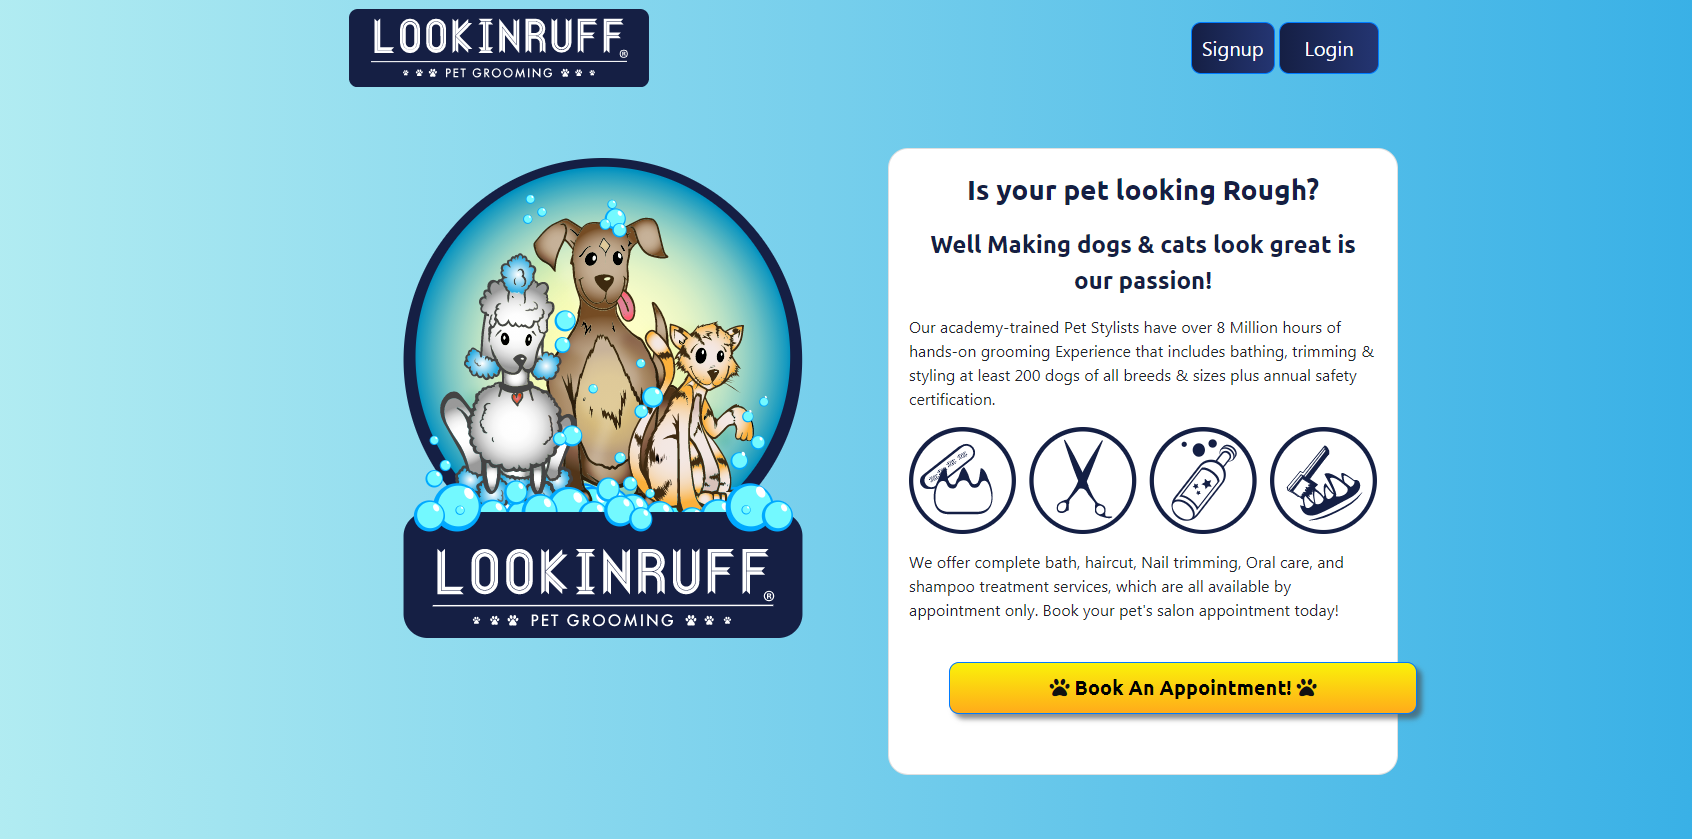 LOOKINRUFF®
PET GROOMING
Signup
Login
LOOKINRUFF®
PET GROOMING
Is your pet looking Rough?
Well Making dogs & cats look great is
our passion!
Our academy-trained Pet Stylists have over 8 Million hours of
hands-on grooming Experience that includes bathing, trimming &
styling at least 200 dogs of all breeds & sizes plus annual safety
certification.
We offer complete bath, haircut, Nail trimming, Oral care, and
shampoo treatment services, which are all available by
appointment only. Book your pet's salon appointment today!
Book An Appointment!